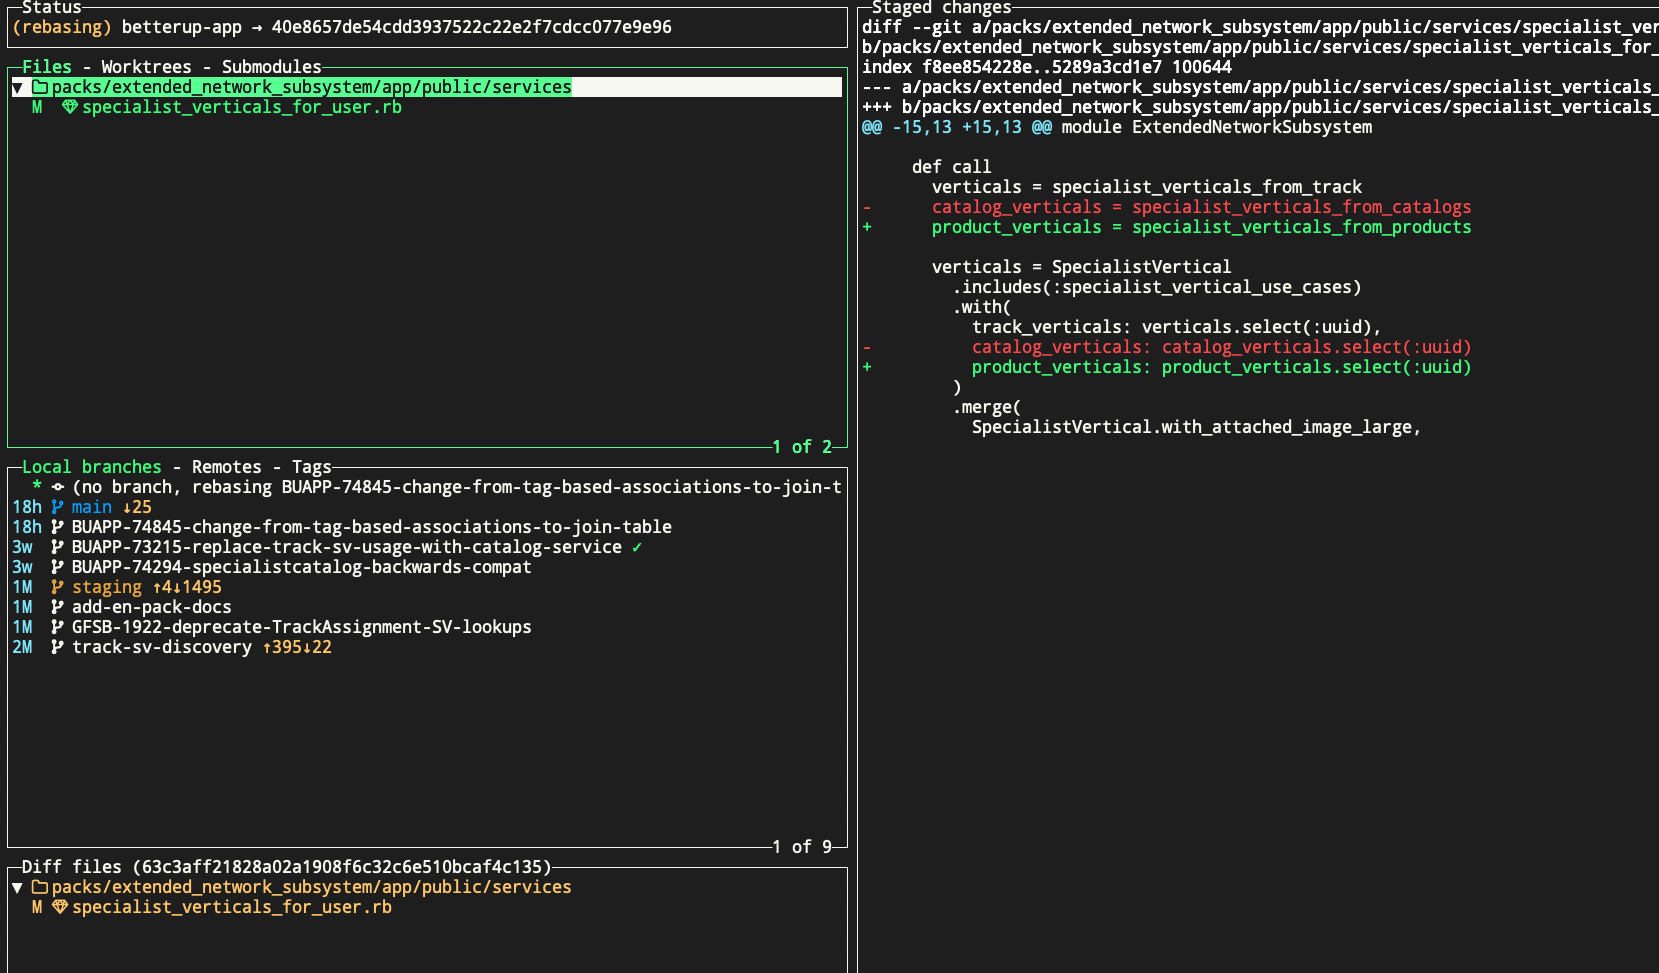 Status
(rebasing) betterup-app → 40e8657de54cdd3937522c22e2f7cdcc077e9e96
Files - Worktrees - Submodules
▼ packs/extended_network_subsystem/app/public/services
M specialist_verticals_for_user.rb
1 of 2
Local branches - Remotes - Tags
* (no branch, rebasing BUAPP-74845-change-from-tag-based-associations-to-join-t
18h main ↓25
18h BUAPP-74845-change-from-tag-based-associations-to-join-table
3w BUAPP-73215-replace-track-sv-usage-with-catalog-service ✓
3w BUAPP-74294-specialistcatalog-backwards-compat
1M staging ↑4↓1495
1M add-en-pack-docs
1M GFSB-1922-deprecate-TrackAssignment-SV-lookups
2M track-sv-discovery ↑395↓22
1 of 9
Diff files (63c3aff21828a02a1908f6c32c6e510bcaf4c135)
▼ packs/extended_network_subsystem/app/public/services
M specialist_verticals_for_user.rb
Staged changes
diff --git a/packs/extended_network_subsystem/app/public/services/specialist_ver
b/packs/extended_network_subsystem/app/public/services/specialist_verticals_for_
index f8ee854228e..5289a3cd1e7 100644
--- a/packs/extended_network_subsystem/app/public/services/specialist_verticals_
+++ b/packs/extended_network_subsystem/app/public/services/specialist_verticals_
@@ -15,13 +15,13 @@ module ExtendedNetworkSubsystem
def call
verticals = specialist_verticals_from_track
- catalog_verticals = specialist_verticals_from_catalogs
+ product_verticals = specialist_verticals_from_products
verticals = SpecialistVertical
.includes(:specialist_vertical_use_cases)
.with(
track_verticals: verticals.select(:uuid),
- catalog_verticals: catalog_verticals.select(:uuid)
+ product_verticals: product_verticals.select(:uuid)
)
.merge(
SpecialistVertical.with_attached_image_large,